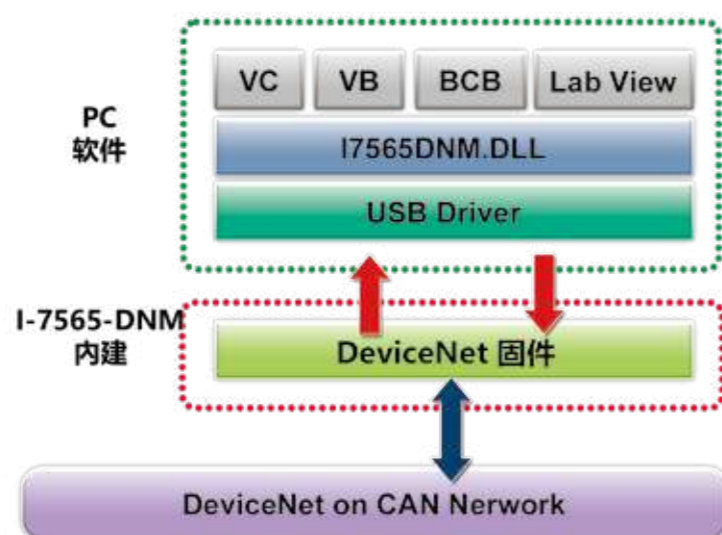 VC VB BCB Lab View
PC
软件
I7565DNM.DLL
USB Driver
I-7565-DNM
内建
DeviceNet 固件
DeviceNet on CAN Nerwork